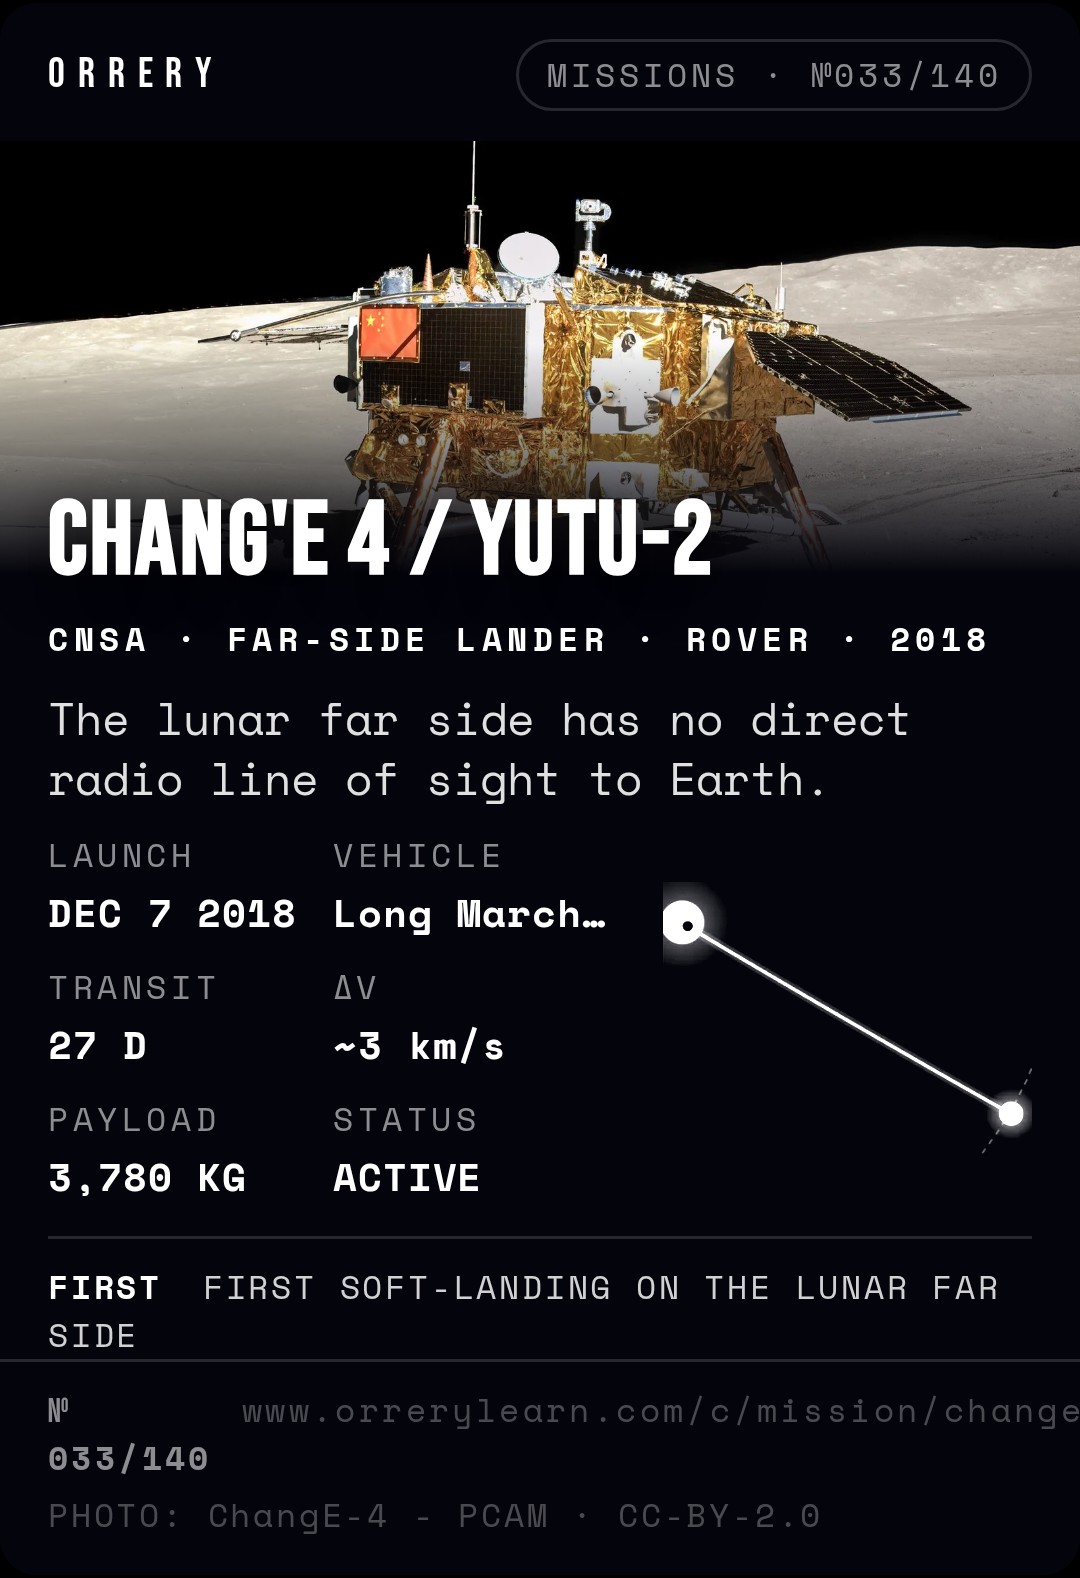 ORRERY
MISSIONS · №033/140
CHANG'E 4 / YUTU-2
CNSA · FAR-SIDE LANDER · ROVER · 2018
The lunar far side has no direct
radio line of sight to Earth.
LAUNCH VEHICLE
DEC 7 2018 Long March…
TRANSIT ΔV
27 D ~3 km/s
PAYLOAD STATUS
3,780 KG ACTIVE
FIRST FIRST SOFT-LANDING ON THE LUNAR FAR
SIDE
№ www.orrerylearn.com/c/mission/change
033/140
PHOTO: ChangE-4 - PCAM · CC-BY-2.0